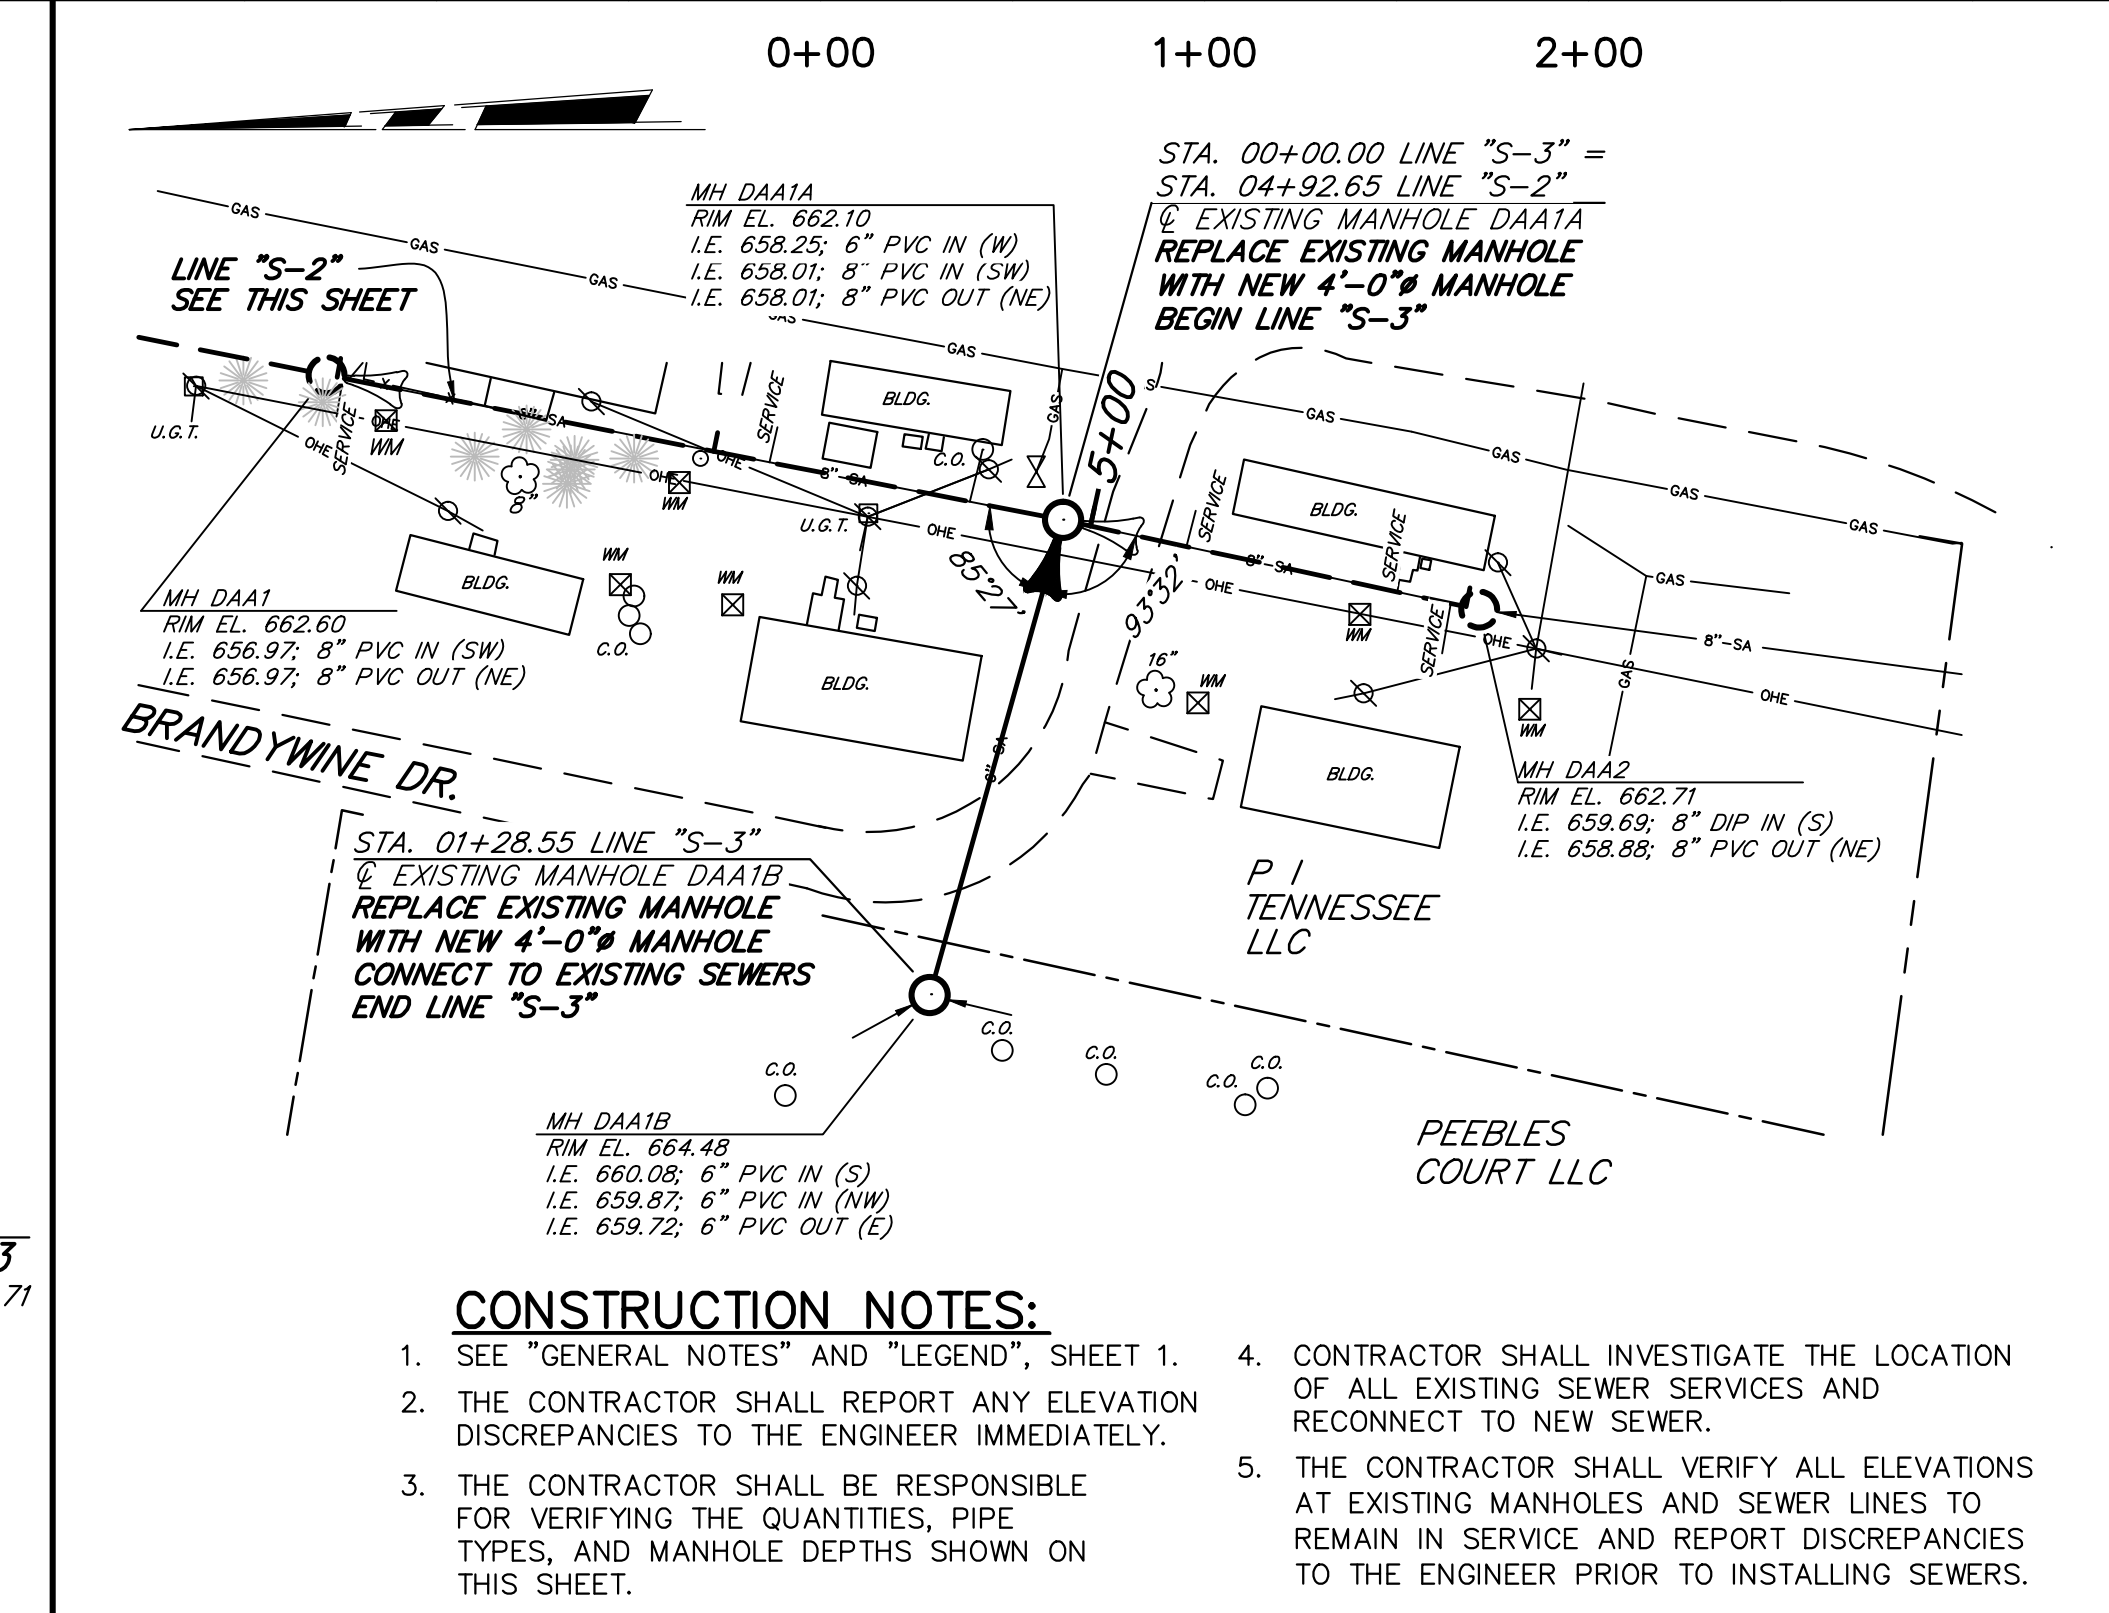 0+00
1+00
2+00
STA. 00+00.00 LINE "S-3" =
STA. 04+92.65 LINE "S-2"
℄ EXISTING MANHOLE DAA1A
REPLACE EXISTING MANHOLE
WITH NEW 4'-0"ø MANHOLE
BEGIN LINE "S-3"
MH DAA1A
RIM EL. 662.10
I.E. 658.25; 6" PVC IN (W)
I.E. 658.01; 8" PVC IN (SW)
I.E. 658.01; 8" PVC OUT (NE)
GAS
GAS
GAS
GAS
GAS
GAS
S
GAS
GAS
GAS
GAS
GAS
GAS
LINE "S-2"
SEE THIS SHEET
U.G.T.
OHE
SERVICE
OHE
WM
8"-SA
8"
OHE
WM
OHE
SERVICE
8"-SA
BLDG.
C.O.
U.G.T.
OHE
5+00
SERVICE
BLDG.
SERVICE
8"-SA
OHE
SERVICE
WM
OHE
8"-SA
OHE
WM
85°27'
93°32'
BLDG.
WM
C.O.
WM
BLDG.
16"
WM
BLDG.
6"-SA
MH DAA1
RIM EL. 662.60
I.E. 656.97; 8" PVC IN (SW)
I.E. 656.97; 8" PVC OUT (NE)
BRANDYWINE DR.
MH DAA2
RIM EL. 662.71
I.E. 659.69; 8" DIP IN (S)
I.E. 658.88; 8" PVC OUT (NE)
STA. 01+28.55 LINE "S-3"
℄ EXISTING MANHOLE DAA1B
REPLACE EXISTING MANHOLE
WITH NEW 4'-0"ø MANHOLE
CONNECT TO EXISTING SEWERS
END LINE "S-3"
P I
TENNESSEE
LLC
C.O.
C.O.
C.O.
C.O.
C.O.
MH DAA1B
RIM EL. 664.48
I.E. 660.08; 6" PVC IN (S)
I.E. 659.87; 6" PVC IN (NW)
I.E. 659.72; 6" PVC OUT (E)
PEEBLES
COURT LLC
3
71
CONSTRUCTION NOTES:
1. SEE "GENERAL NOTES" AND "LEGEND", SHEET 1.
2. THE CONTRACTOR SHALL REPORT ANY ELEVATION
DISCREPANCIES TO THE ENGINEER IMMEDIATELY.
3. THE CONTRACTOR SHALL BE RESPONSIBLE
FOR VERIFYING THE QUANTITIES, PIPE
TYPES, AND MANHOLE DEPTHS SHOWN ON
THIS SHEET.
4. CONTRACTOR SHALL INVESTIGATE THE LOCATION
OF ALL EXISTING SEWER SERVICES AND
RECONNECT TO NEW SEWER.
5. THE CONTRACTOR SHALL VERIFY ALL ELEVATIONS
AT EXISTING MANHOLES AND SEWER LINES TO
REMAIN IN SERVICE AND REPORT DISCREPANCIES
TO THE ENGINEER PRIOR TO INSTALLING SEWERS.